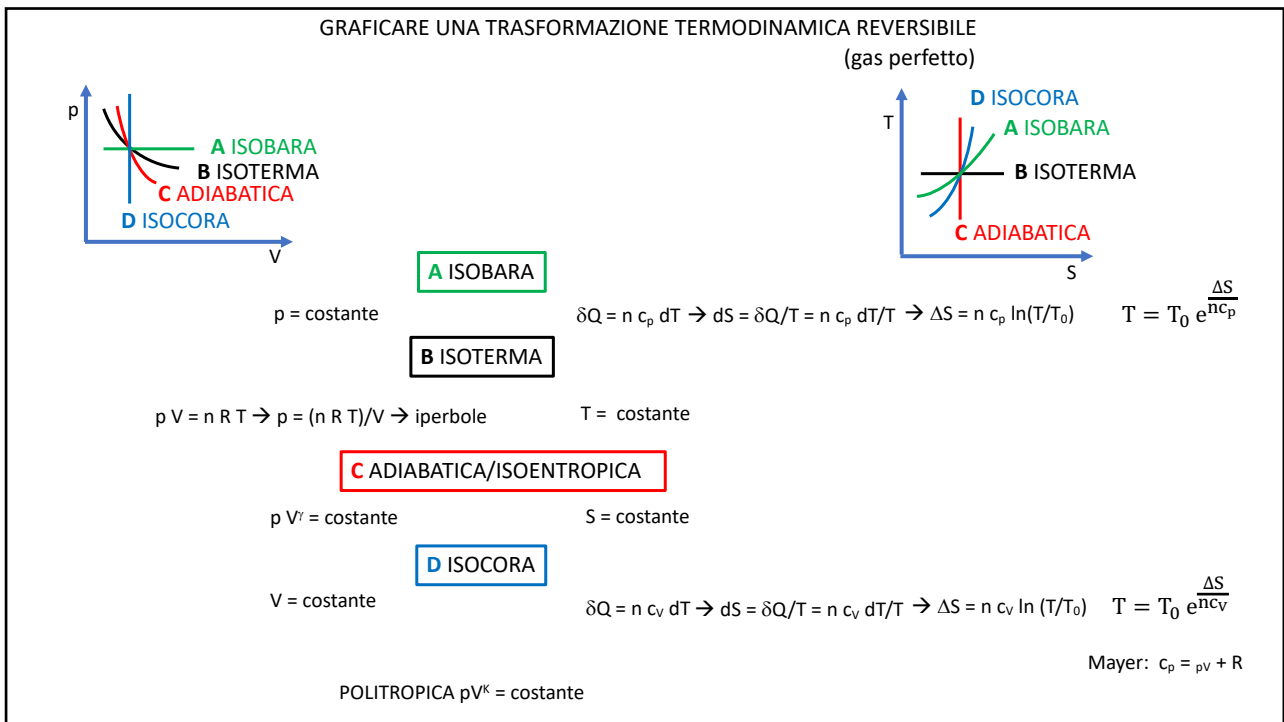 GRAFICARE UNA TRASFORMAZIONE TERMODINAMICA REVERSIBILE
(gas perfetto)
p
A ISOBARA
B ISOTERMA
C ADIABATICA
D ISOCORA
V
D ISOCORA
T
A ISOBARA
B ISOTERMA
C ADIABATICA
S
A ISOBARA
p = costante
δQ = n cₚ dT → dS = δQ/T = n cₚ dT/T → ΔS = n cₚ ln(T/T₀)
T = T₀ e^(ΔS/(ncₚ))
B ISOTERMA
p V = n R T → p = (n R T)/V → iperbole
T = costante
C ADIABATICA/ISOENTROPICA
p Vᵞ = costante
S = costante
D ISOCORA
V = costante
δQ = n cᵥ dT → dS = δQ/T = n cᵥ dT/T → ΔS = n cᵥ ln (T/T₀)
T = T₀ e^(ΔS/(ncᵥ))
Mayer: cₚ = ₚᵥ + R
POLITROPICA pVᴷ = costante